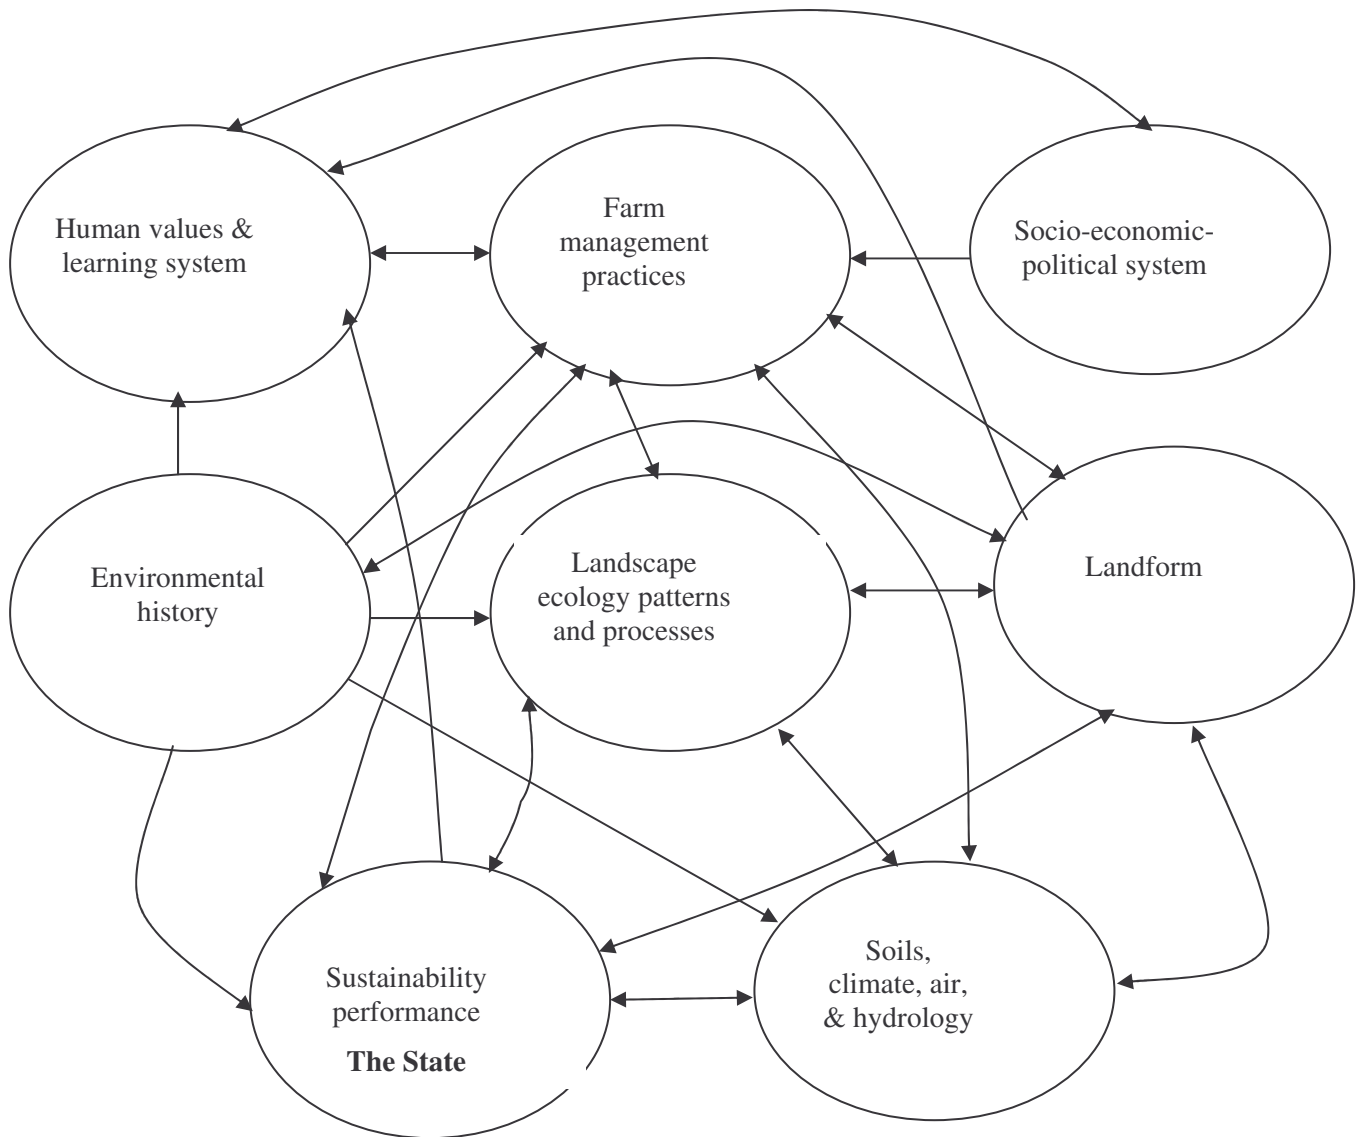 Human values &
learning system
Farm
management
practices
Socio-economic-
political system
Environmental
history
Landscape
ecology patterns
and processes
Landform
Sustainability
performance
The State
Soils,
climate, air,
& hydrology